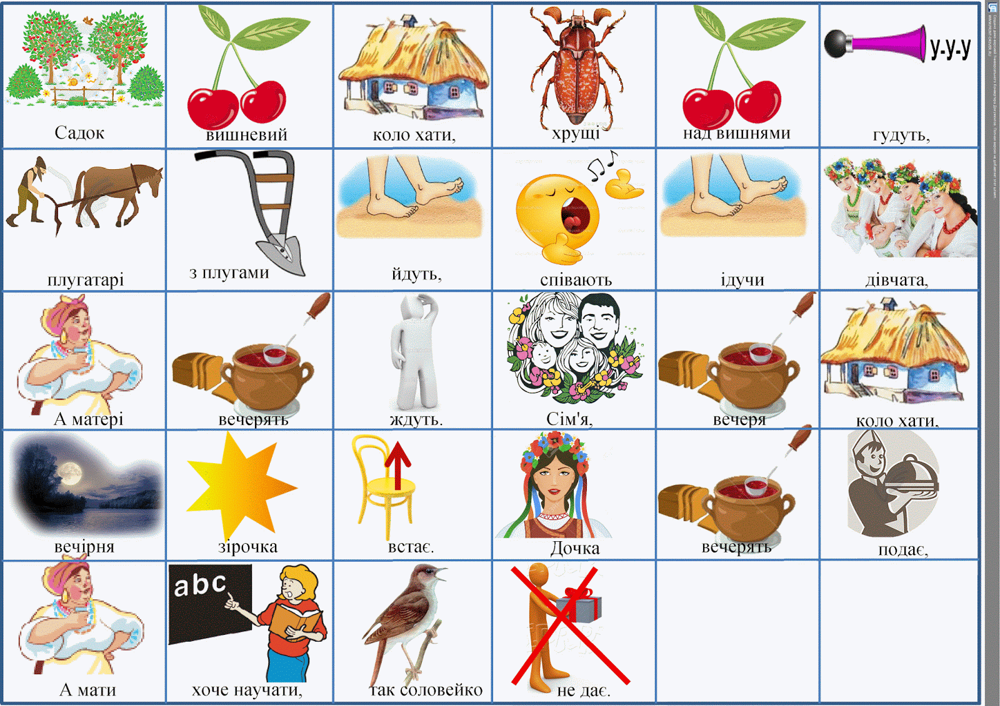 Садок вишневий коло хати, хрущі над вишнями у.у.у гудуть,
плугатарі з плугами йдуть, співають ідучи дівчата,
А матері вечерять ждуть. Сім'я, вечеря коло хати,
вечірня зірочка встає. Дочка вечерять подає,
abc
А мати хоче научати, так соловейко не дає.